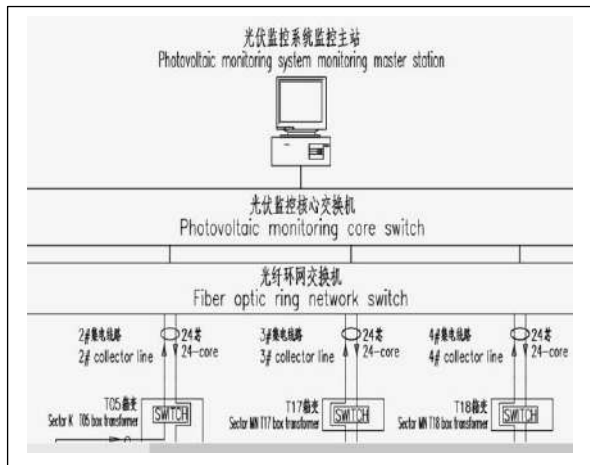 光伏监控系统监控主站
Photovoltaic monitoring system monitoring master station
光伏监控核心交换机
Photovoltaic monitoring core switch
光纤环网交换机
Fiber optic ring network switch
2#集电线路
2# collector line
24芯
24-core
3#集电线路
3# collector line
24芯
24-core
4#集电线路
4# collector line
24芯
24-core
T05箱变
Sector K T05 box transformer
SWITCH
T17箱变
Sector MN T17 box transformer
SWITCH
T18箱变
Sector MN T18 box transformer
SWITCH